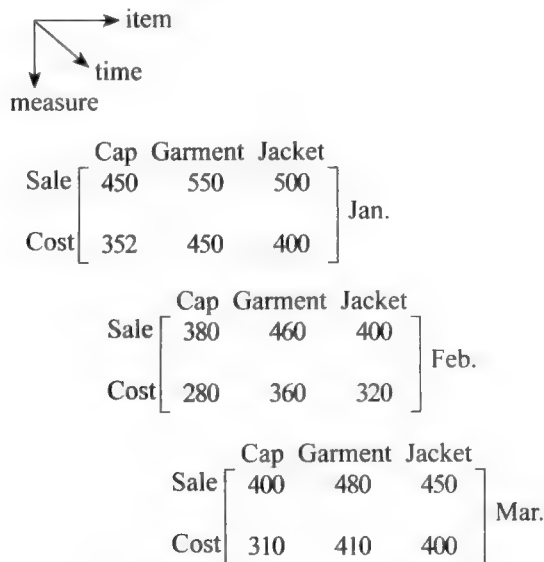 item
time
measure
Cap Garment Jacket
Sale 450 550 500
Jan.
Cost 352 450 400
Cap Garment Jacket
Sale 380 460 400
Feb.
Cost 280 360 320
Cap Garment Jacket
Sale 400 480 450
Mar.
Cost 310 410 400